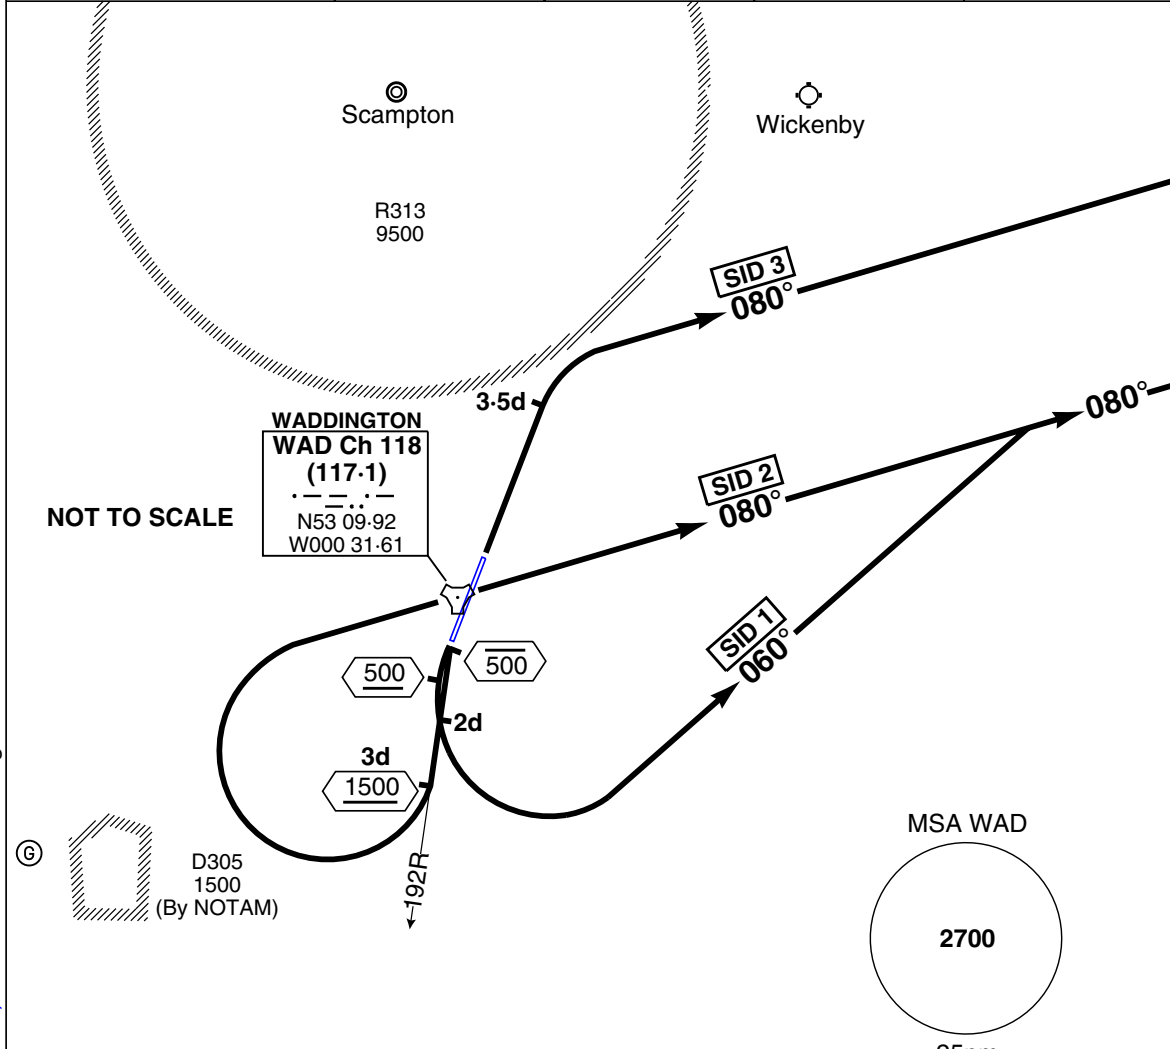 Scampton
Wickenby
R313
9500
SID 3
080°
3·5d
080°
WADDINGTON
WAD Ch 118
(117·1)
N53 09·92
W000 31·61
SID 2
080°
NOT TO SCALE
SID 1
060°
500
500
2d
3d
1500
MSA WAD
G
D305
1500
(By NOTAM)
192R
2700